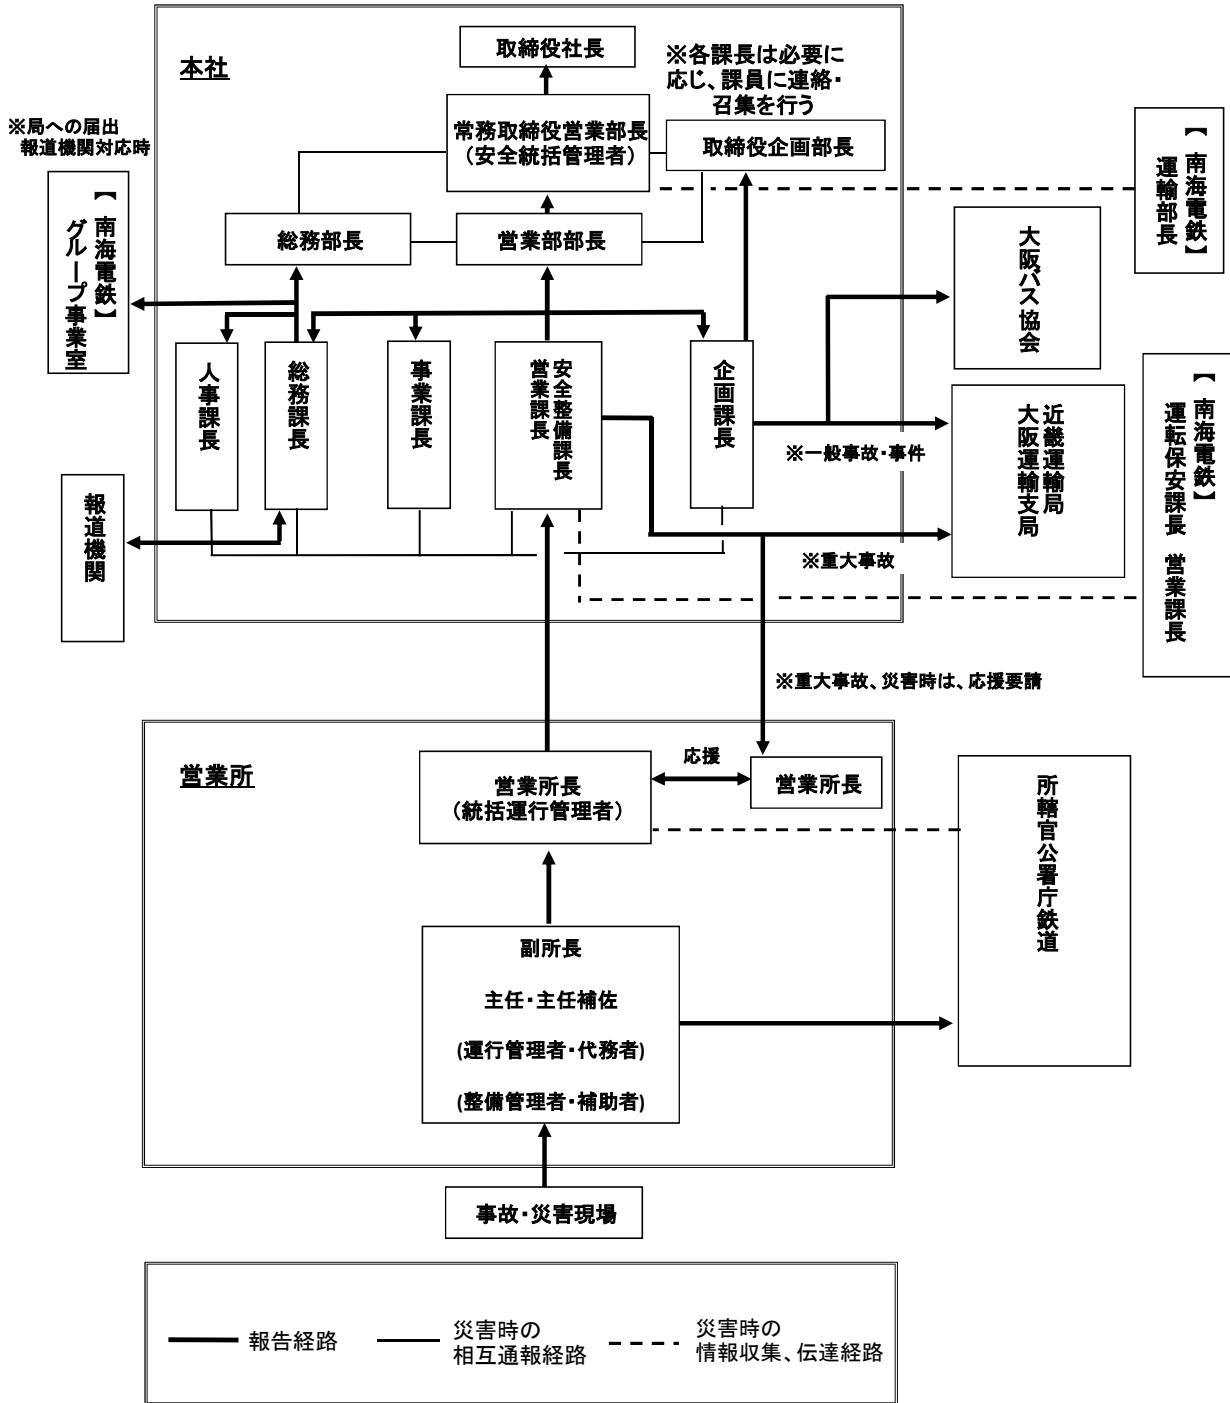 本社
取締役社長
※各課長は必要に
応じ、課員に連絡・
召集を行う
※局への届出
報道機関対応時
常務取締役営業部長
（安全統括管理者）
取締役企画部長
【南海電鉄】
運輸部長
【南海電鉄】
グループ事業室
総務部長
営業部部長
大阪バス協会
人事課長
総務課長
事業課長
安全整備課長
営業課長
企画課長
※一般事故・事件
近畿運輸局
大阪運輸支局
【南海電鉄】
運転保安課長 営業課長
報道機関
※重大事故
※重大事故、災害時は、応援要請
営業所
営業所長
（統括運行管理者）
応援
営業所長
所轄官公署庁鉄道
副所長
主任・主任補佐
(運行管理者・代務者)
(整備管理者・補助者)
事故・災害現場
報告経路
災害時の
相互通報経路
災害時の
情報収集、伝達経路